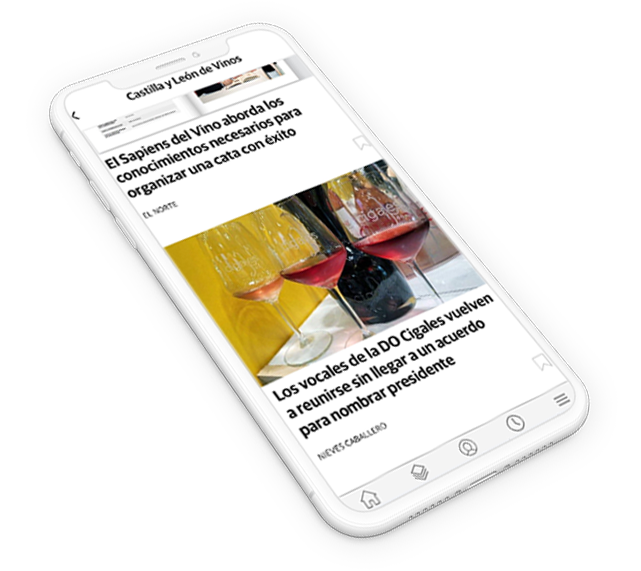 Castilla y León de Vinos
El Sapiens del Vino aborda los
conocimientos necesarios para
organizar una cata con éxito
EL NORTE
Cigales
Los vocales de la DO Cigales vuelven
a reunirse sin llegar a un acuerdo
para nombrar presidente
NIEVES CABALLERO